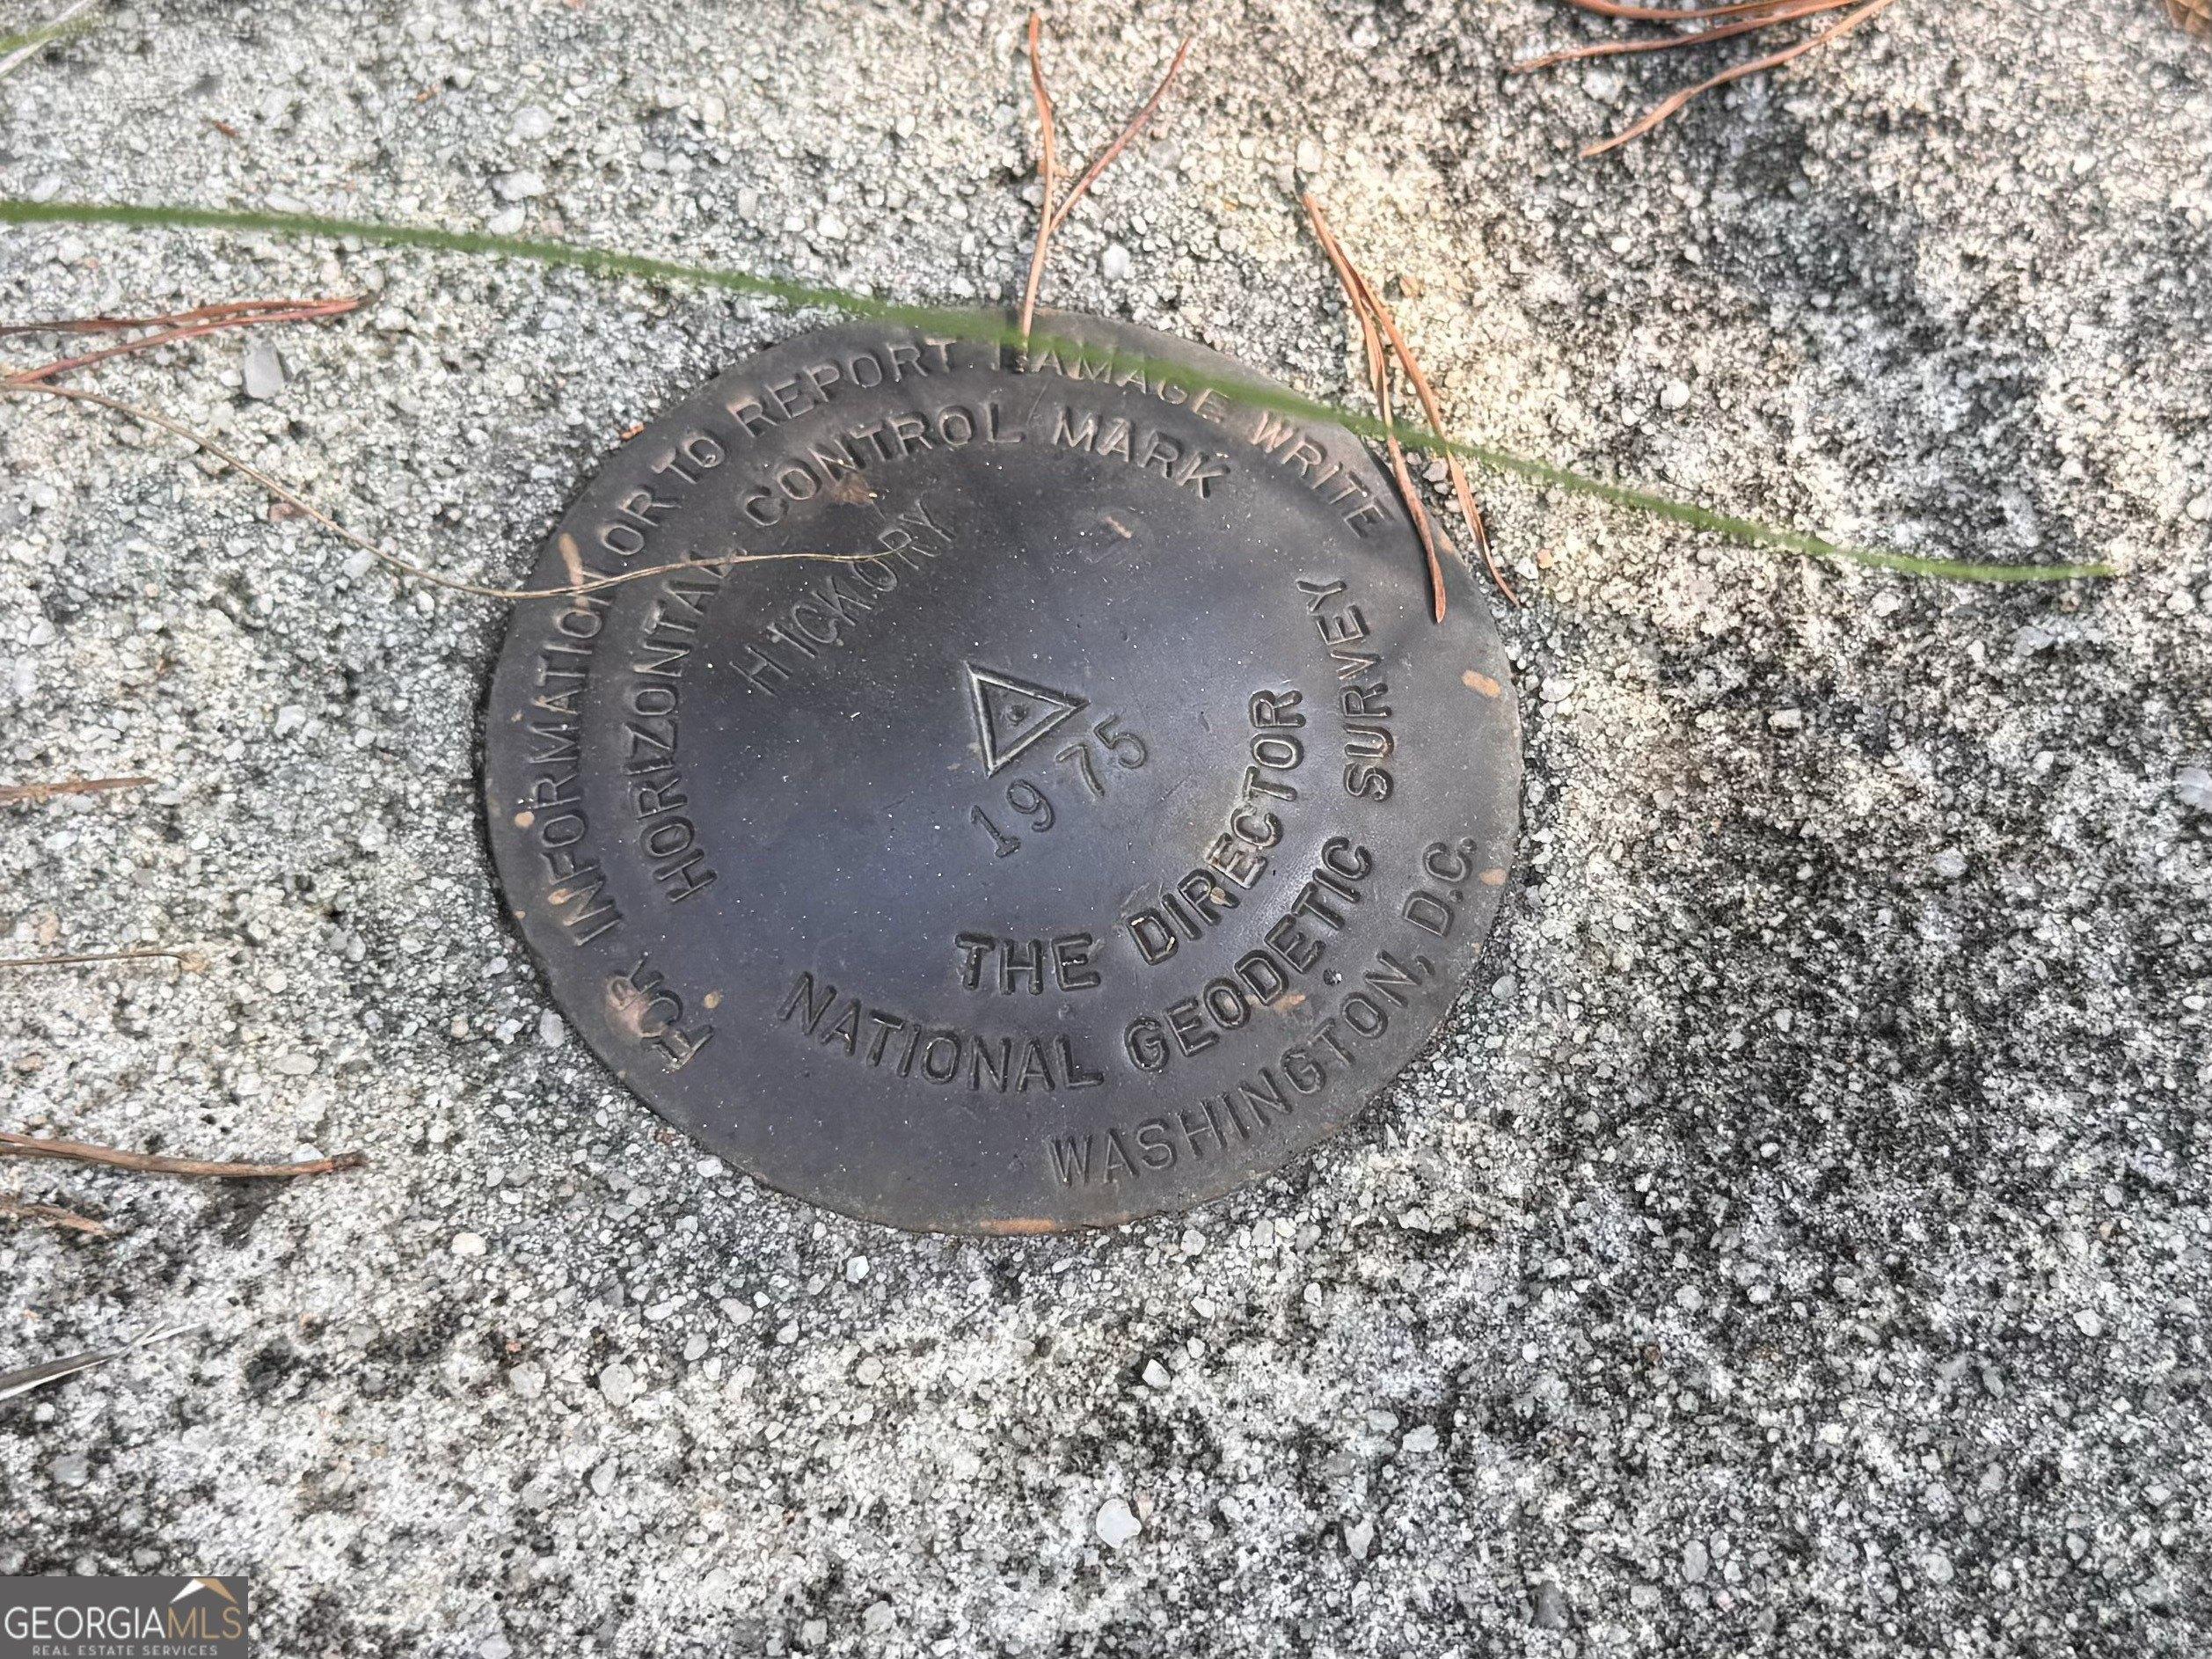 FOR INFORMATION OR TO REPORT DAMAGE WRITE
HORIZONTAL CONTROL MARK
HICKORY
1975
THE DIRECTOR
NATIONAL GEODETIC SURVEY
WASHINGTON, D.C.
GEORGIAMLS
REAL ESTATE SERVICES